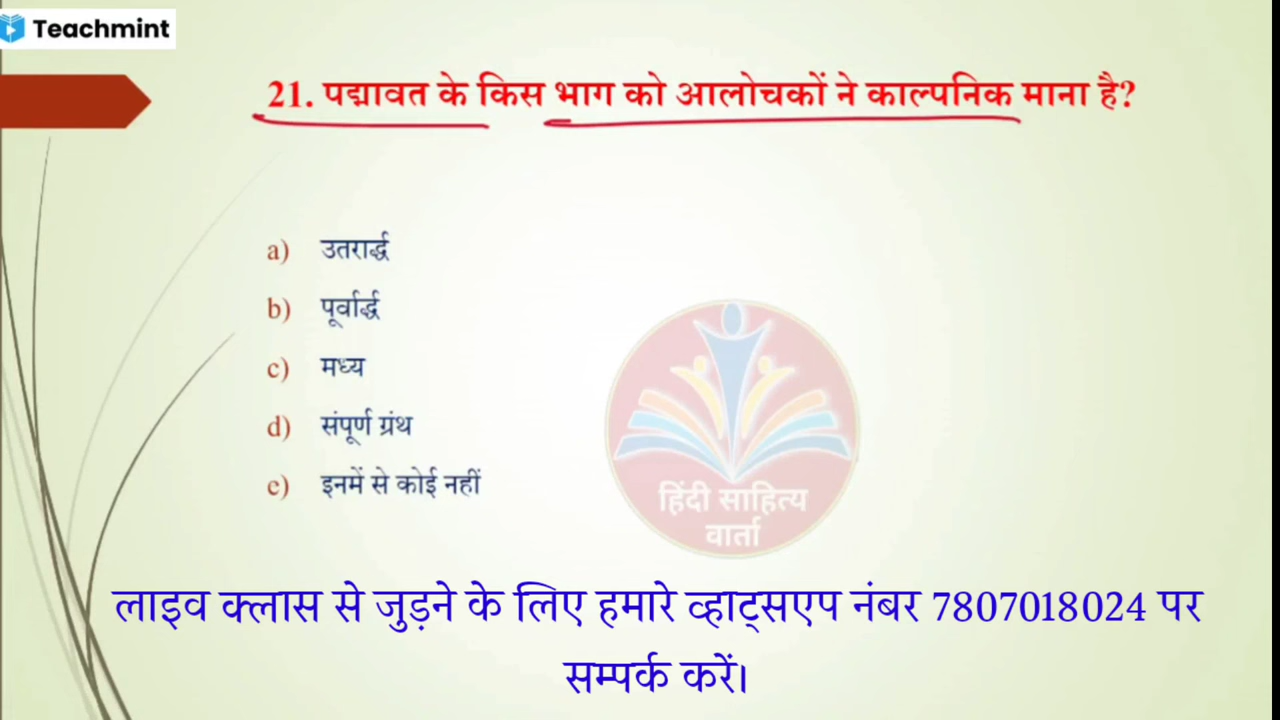 Teachmint
21. पद्मावत के किस भाग को आलोचकों ने काल्पनिक माना है?
a) उतरार्द्ध
b) पूर्वार्द्ध
c) मध्य
d) संपूर्ण ग्रंथ
e) इनमें से कोई नहीं
हिंदी साहित्य
वार्ता
लाइव क्लास से जुड़ने के लिए हमारे व्हाट्सएप नंबर 7807018024 पर
सम्पर्क करें।